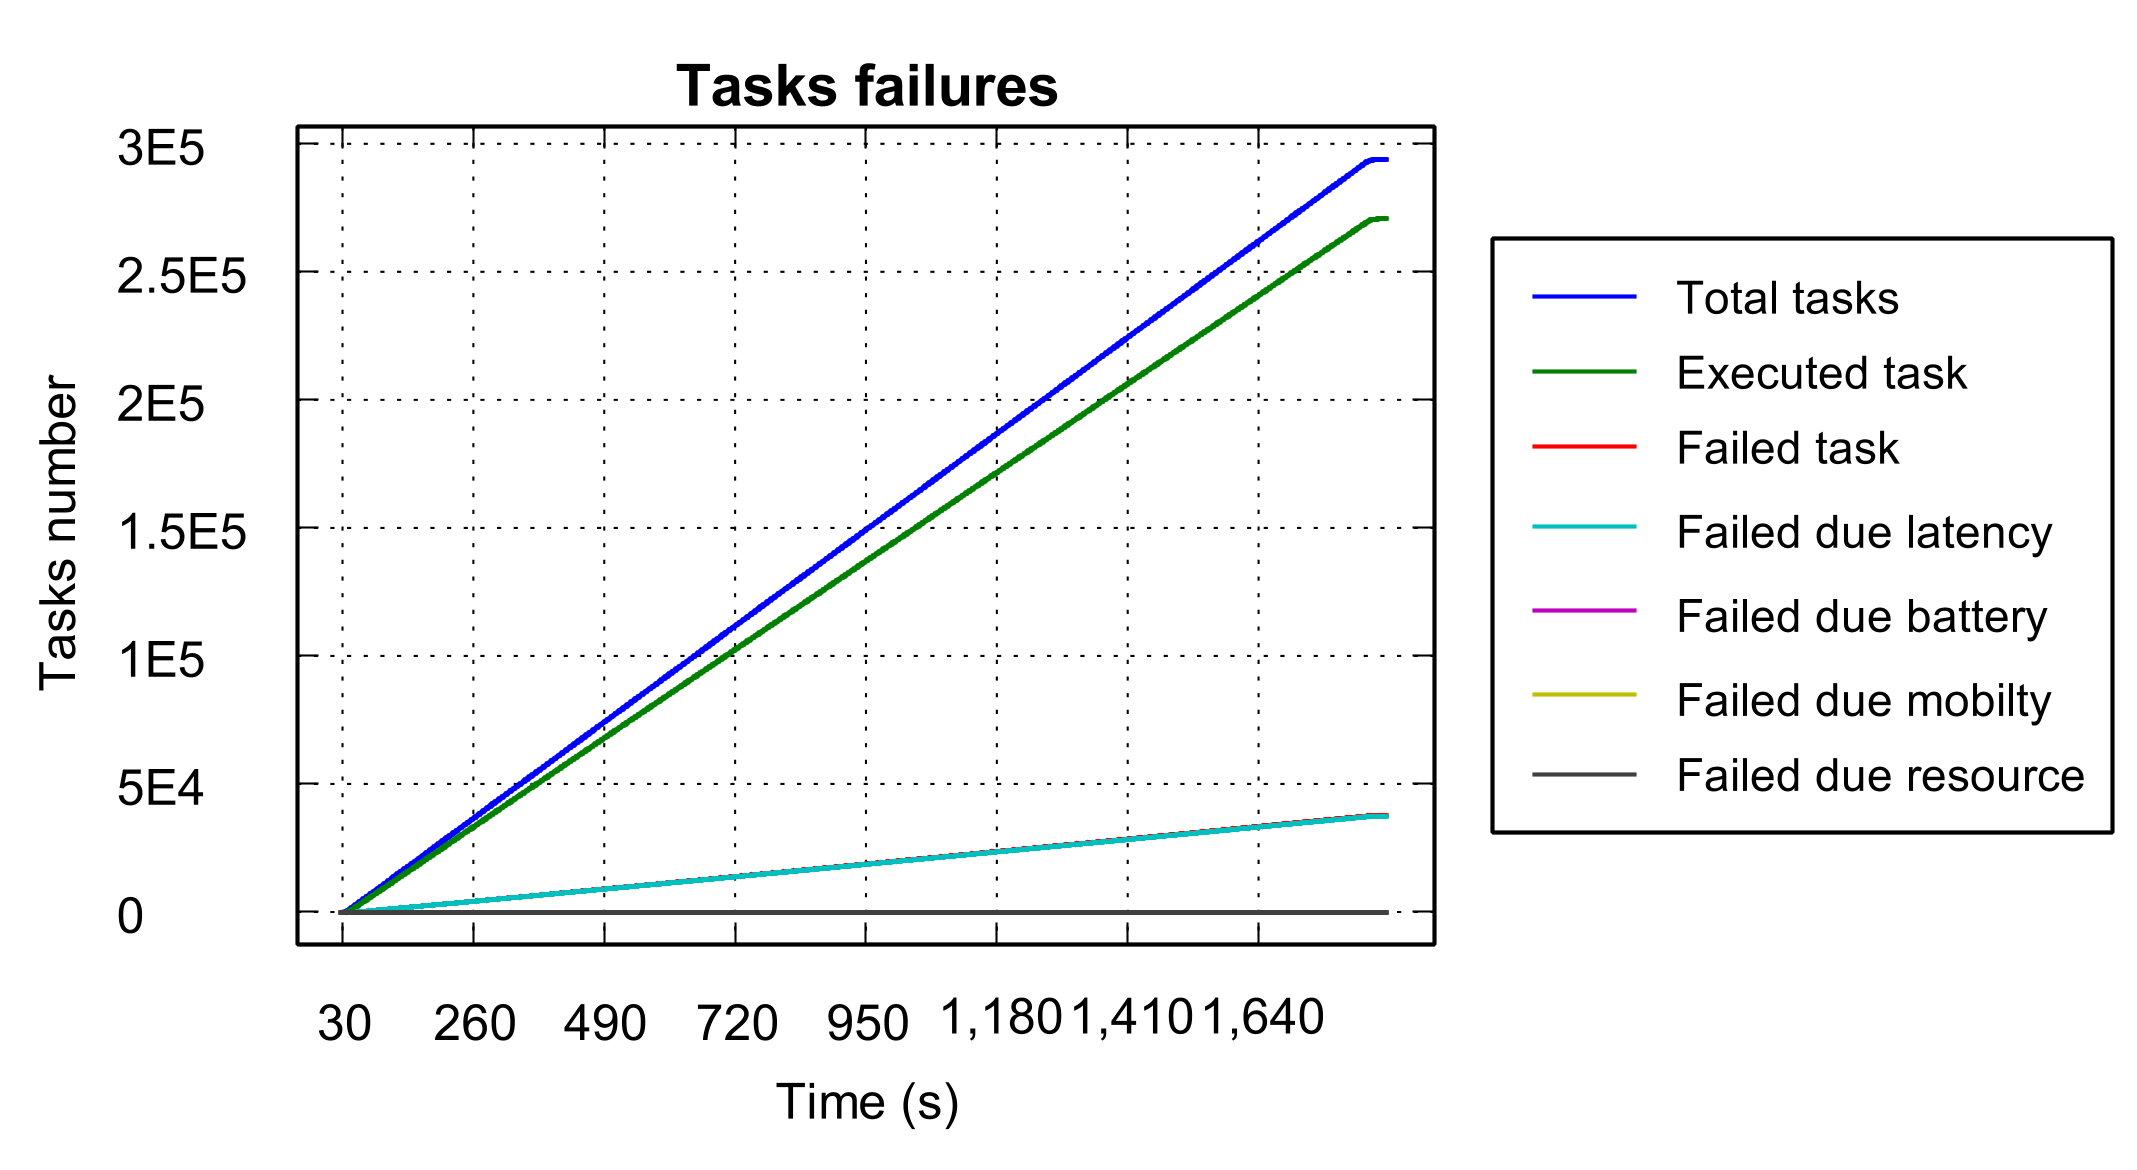 Tasks failures
3E5
2.5E5
2E5
1.5E5
1E5
5E4
0
Tasks number
30 260 490 720 950 1,180 1,410 1,640
Time (s)
Total tasks
Executed task
Failed task
Failed due latency
Failed due battery
Failed due mobilty
Failed due resource